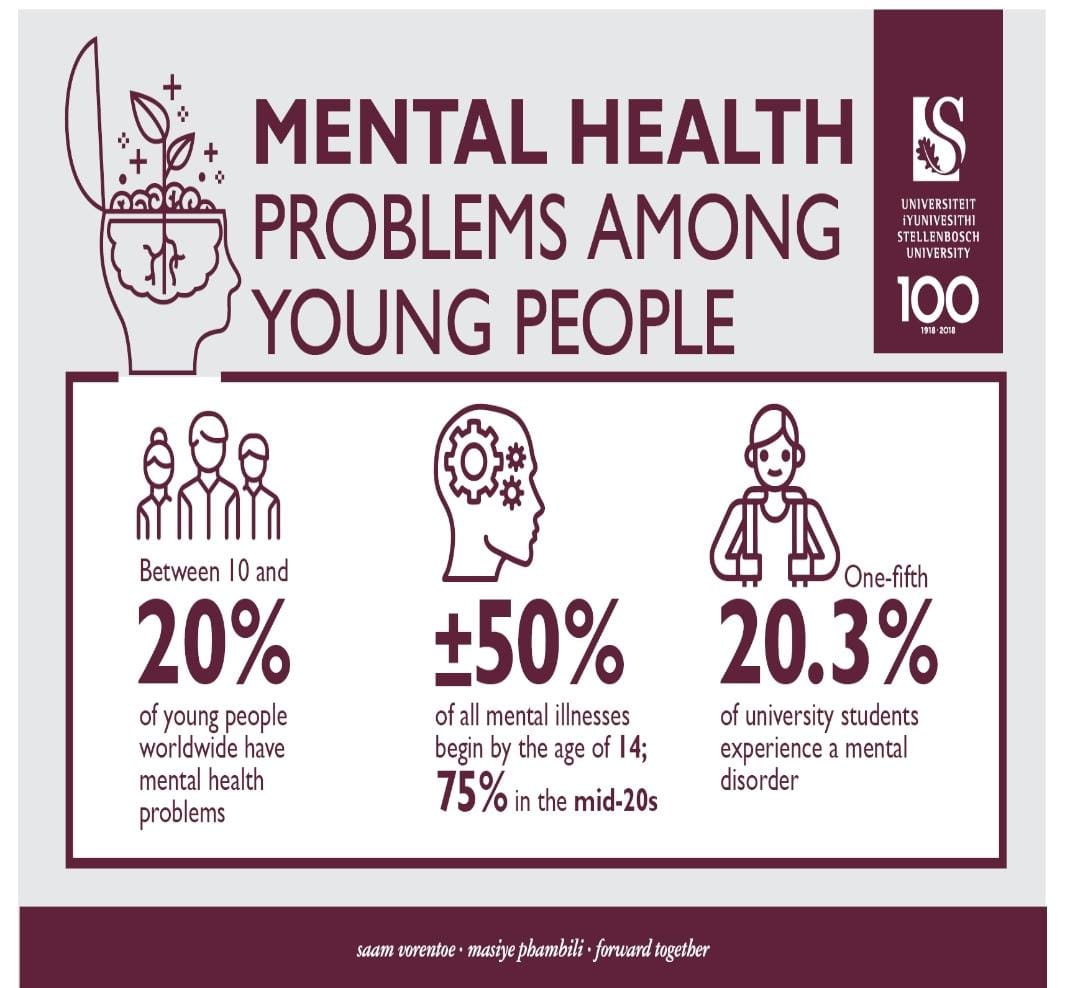 MENTAL HEALTH
PROBLEMS AMONG
YOUNG PEOPLE
UNIVERSITEIT
iYUNIVESITHI
STELLENBOSCH
UNIVERSITY
100
1918·2018
Between 10 and
20%
of young people
worldwide have
mental health
problems
±50%
of all mental illnesses
begin by the age of 14;
75% in the mid-20s
One-fifth
20.3%
of university students
experience a mental
disorder
saam vorentoe · masiye phambili · forward together